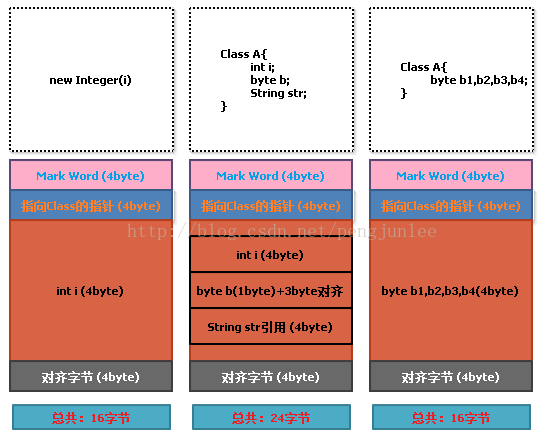 new Integer(i)
Class A{
int i;
byte b;
String str;
}
Class A{
byte b1,b2,b3,b4;
}
Mark Word (4byte)
Mark Word (4byte)
Mark Word (4byte)
指向Class的指针 (4byte)
指向Class的指针 (4byte)
指向Class的指针 (4byte)
http://blog.csdn.net/pengjunlee
int i (4byte)
int i (4byte)
byte b(1byte)+3byte对齐
String str引用 (4byte)
byte b1,b2,b3,b4(4byte)
对齐字节 (4byte)
对齐字节 (4byte)
对齐字节 (4byte)
总共：16字节
总共：24字节
总共：16字节